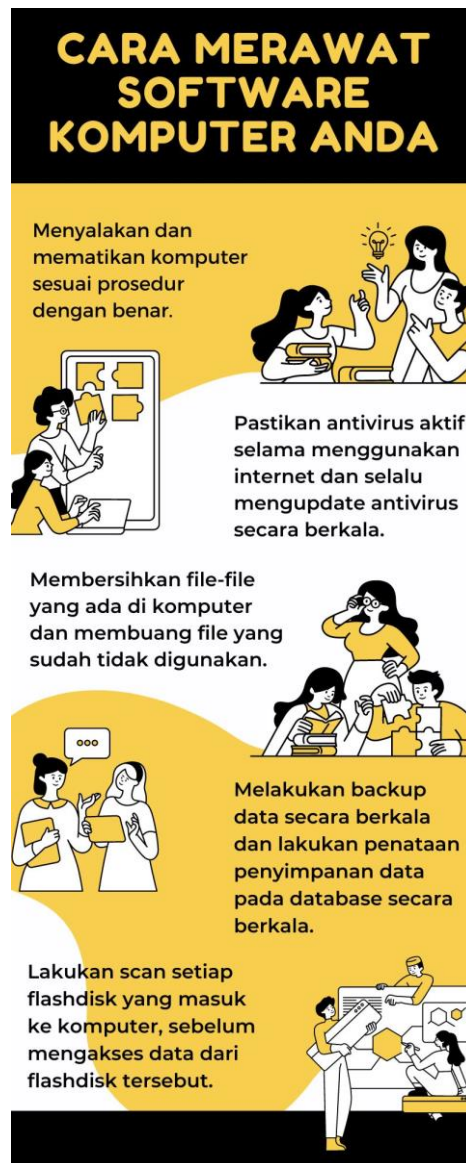 CARA MERAWAT
SOFTWARE
KOMPUTER ANDA
Menyalakan dan
mematikan komputer
sesuai prosedur
dengan benar.
Pastikan antivirus aktif
selama menggunakan
internet dan selalu
mengupdate antivirus
secara berkala.
Membersihkan file-file
yang ada di komputer
dan membuang file yang
sudah tidak digunakan.
Melakukan backup
data secara berkala
dan lakukan penataan
penyimpanan data
pada database secara
berkala.
Lakukan scan setiap
flashdisk yang masuk
ke komputer, sebelum
mengakses data dari
flashdisk tersebut.